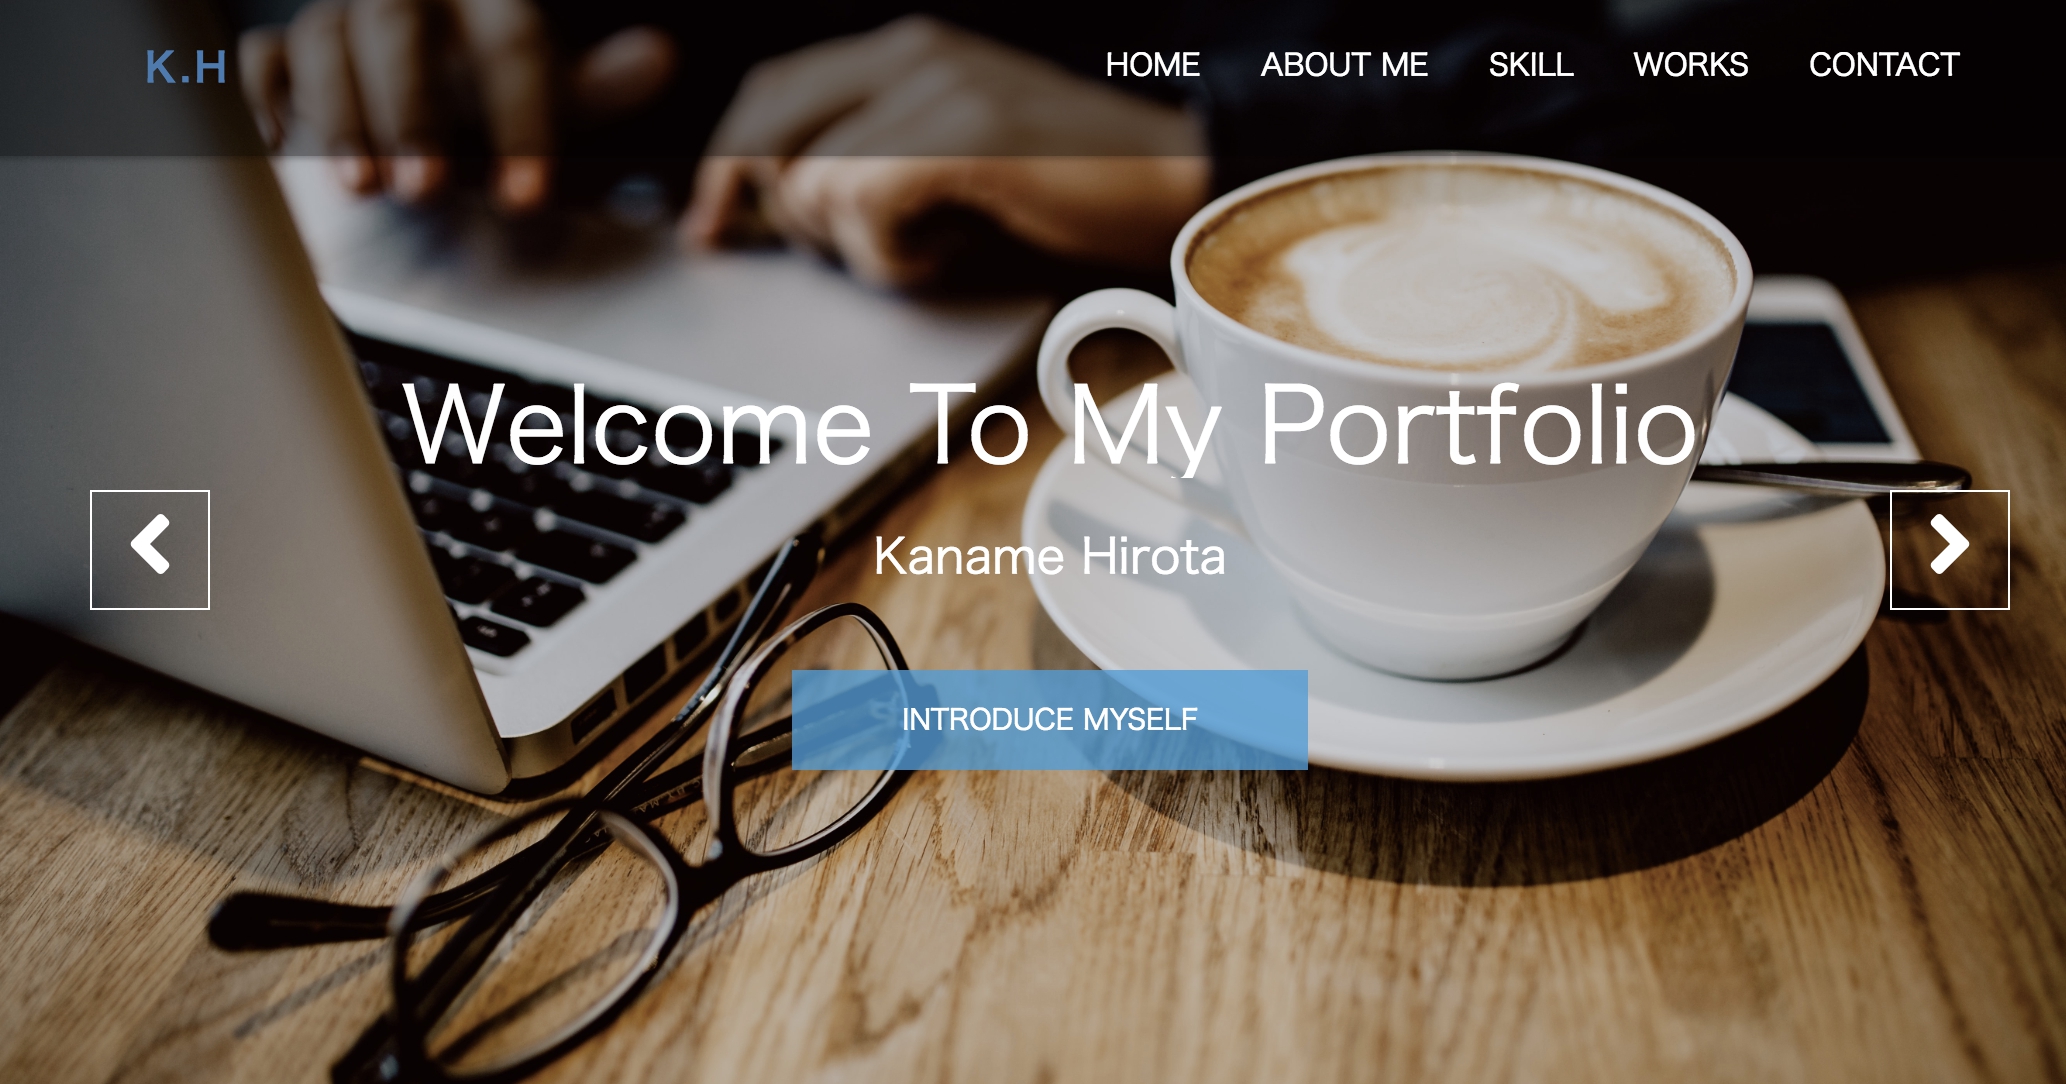 K.H
HOME ABOUT ME SKILL WORKS CONTACT
Welcome To My Portfolio
Kaname Hirota
INTRODUCE MYSELF